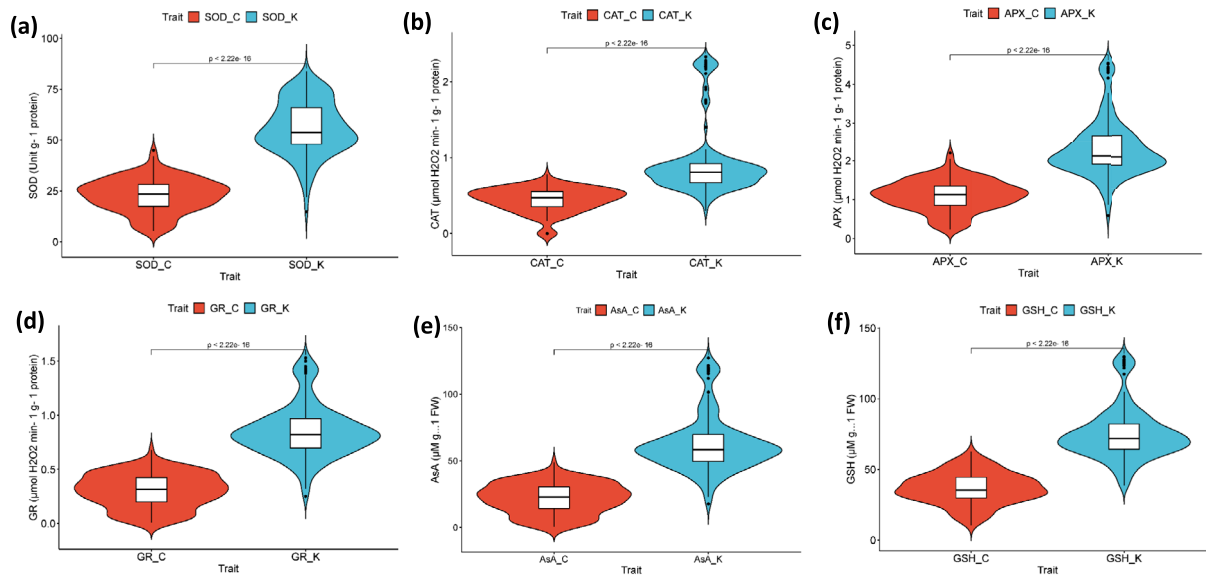 (a)
Trait SOD_C SOD_K
SOD (Unit g- 1 protein)
100
75
50
25
0
p < 2.22e- 16
SOD_C SOD_K
Trait
(b)
Trait CAT_C CAT_K
CAT (µmol H2O2 min- 1 g- 1 protein)
2
1
0
p < 2.22e- 16
CAT_C CAT_K
Trait
(c)
Trait APX_C APX_K
APX (µmol H2O2 min- 1 g- 1 protein)
5
4
3
2
1
0
p < 2.22e- 16
APX_C APX_K
Trait
(d)
Trait GR_C GR_K
GR (µmol H2O2 min- 1 g- 1 protein)
1.5
1.0
0.5
0.0
p < 2.22e- 16
GR_C GR_K
Trait
(e)
Trait AsA_C AsA_K
AsA (µM g...1 FW)
150
100
50
0
p < 2.22e- 16
AsA_C AsA_K
Trait
(f)
Trait GSH_C GSH_K
GSH (µM g...1 FW)
150
100
50
0
p < 2.22e- 16
GSH_C GSH_K
Trait